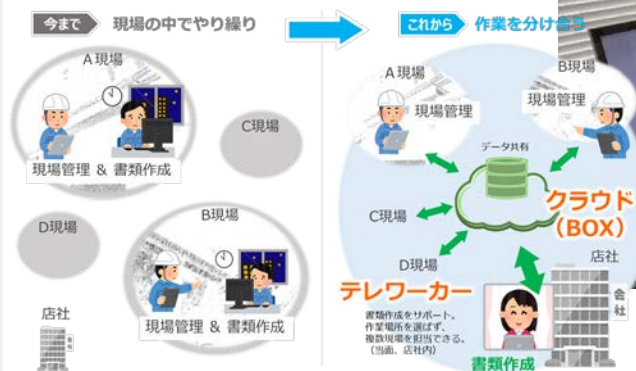 今まで
現場の中でやり繰り
A現場
現場管理 & 書類作成
C現場
D現場
B現場
現場管理 & 書類作成
店社
会社
これから
作業を分け合う
A現場
現場管理
B現場
現場管理
データ共有
クラウド
(BOX)
C現場
D現場
テレワーカー
書類作成をサポート。
作業場所を選ばず、
複数現場を担当できる。
(当面、店社内)
書類作成
店社
会社